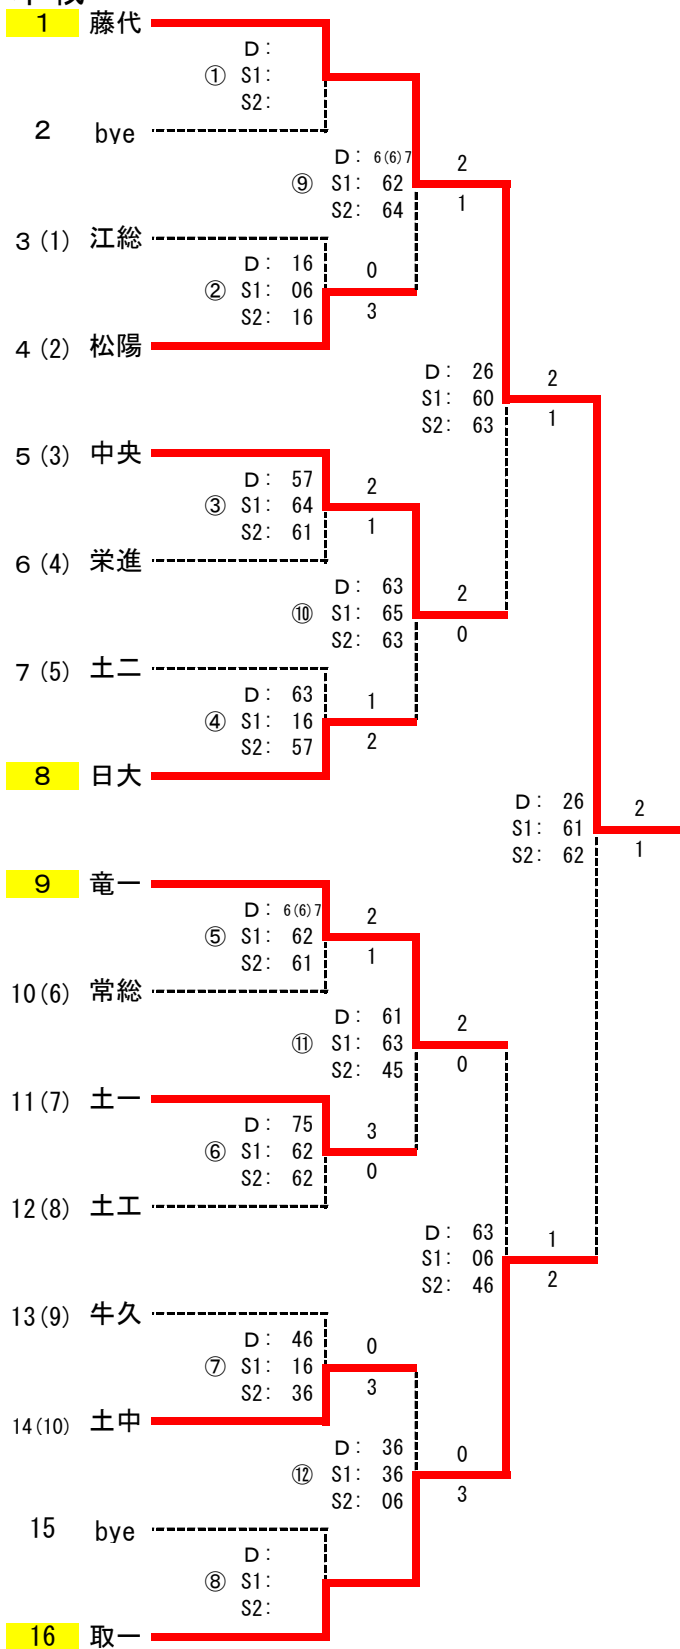 1 藤代
D:
① S1:
S2:
2 bye
D: 6(6)7 2
⑨ S1: 62
S2: 64 1
3(1) 江総
D: 16 0
② S1: 06
S2: 16 3
4(2) 松陽
D: 26 2
S1: 60
S2: 63 1
5(3) 中央
D: 57 2
③ S1: 64
S2: 61 1
6(4) 栄進
D: 63 2
⑩ S1: 65
S2: 63 0
7(5) 土二
D: 63 1
④ S1: 16
S2: 57 2
8 日大
D: 26 2
S1: 61
S2: 62 1
9 竜一
D: 6(6)7 2
⑤ S1: 62
S2: 61 1
10(6) 常総
D: 61 2
⑪ S1: 63
S2: 45 0
11(7) 土一
D: 75 3
⑥ S1: 62
S2: 62 0
12(8) 土工
D: 63 1
S1: 06
S2: 46 2
13(9) 牛久
D: 46 0
⑦ S1: 16
S2: 36 3
14(10) 土中
D: 36 0
⑫ S1: 36
S2: 06 3
15 bye
D:
⑧ S1:
S2:
16 取一